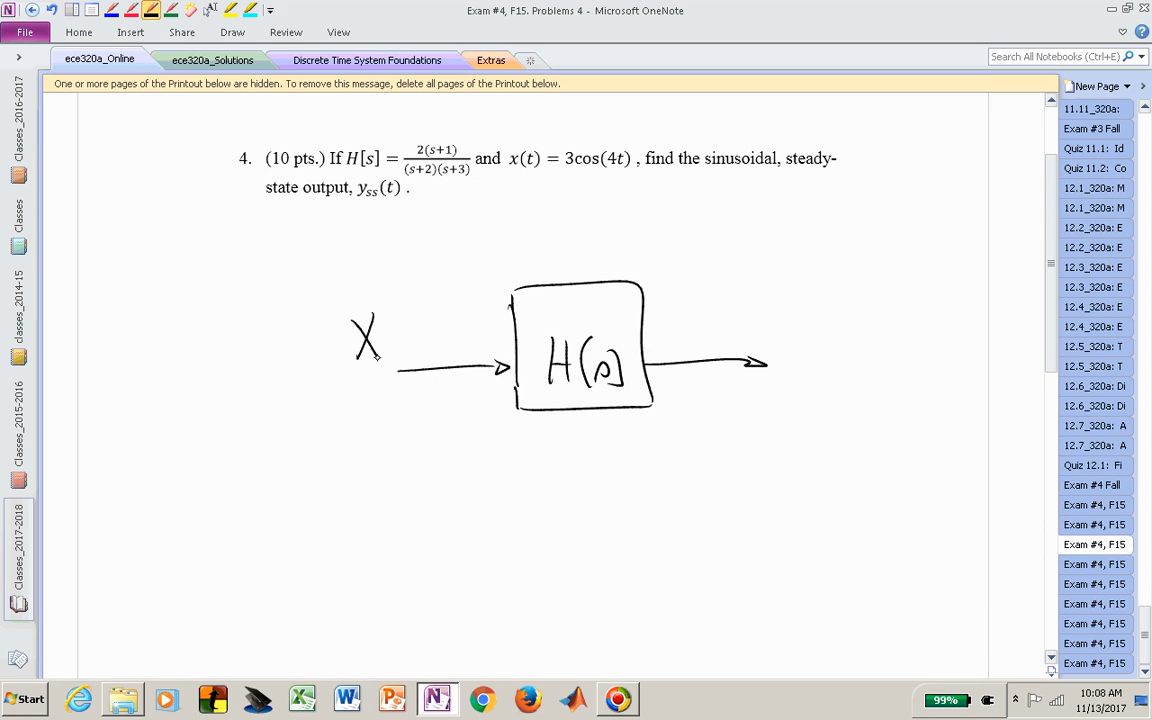 Exam #4, F15. Problems 4 - Microsoft OneNote
File Home Insert Share Draw Review View
ece320a_Online ece320a_Solutions Discrete Time System Foundations Extras Search All Notebooks (Ctrl+E)
One or more pages of the Printout below are hidden. To remove this message, delete all pages of the Printout below.
New Page
Classes_2016-2017
Classes
classes_2014-15
Classes_2015-2016
Classes_2017-2018
4. (10 pts.) If H[s] = 2(s+1)/(s+2)(s+3) and x(t) = 3cos(4t) , find the sinusoidal, steady-
state output, yss(t) .
X
H(s)
11.11_320a:
Exam #3 Fall
Quiz 11.1: Id
Quiz 11.2: Co
12.1_320a: M
12.1_320a: M
12.2_320a: E
12.2_320a: E
12.3_320a: E
12.3_320a: E
12.4_320a: E
12.4_320a: E
12.5_320a: T
12.5_320a: T
12.6_320a: Di
12.6_320a: Di
12.7_320a: A
12.7_320a: A
Quiz 12.1: Fi
Exam #4 Fall
Exam #4, F15
Exam #4, F15
Exam #4, F15
Exam #4, F15
Exam #4, F15
Exam #4, F15
Exam #4, F15
Exam #4, F15
Exam #4, F15
Start
99%
10:08 AM
11/13/2017